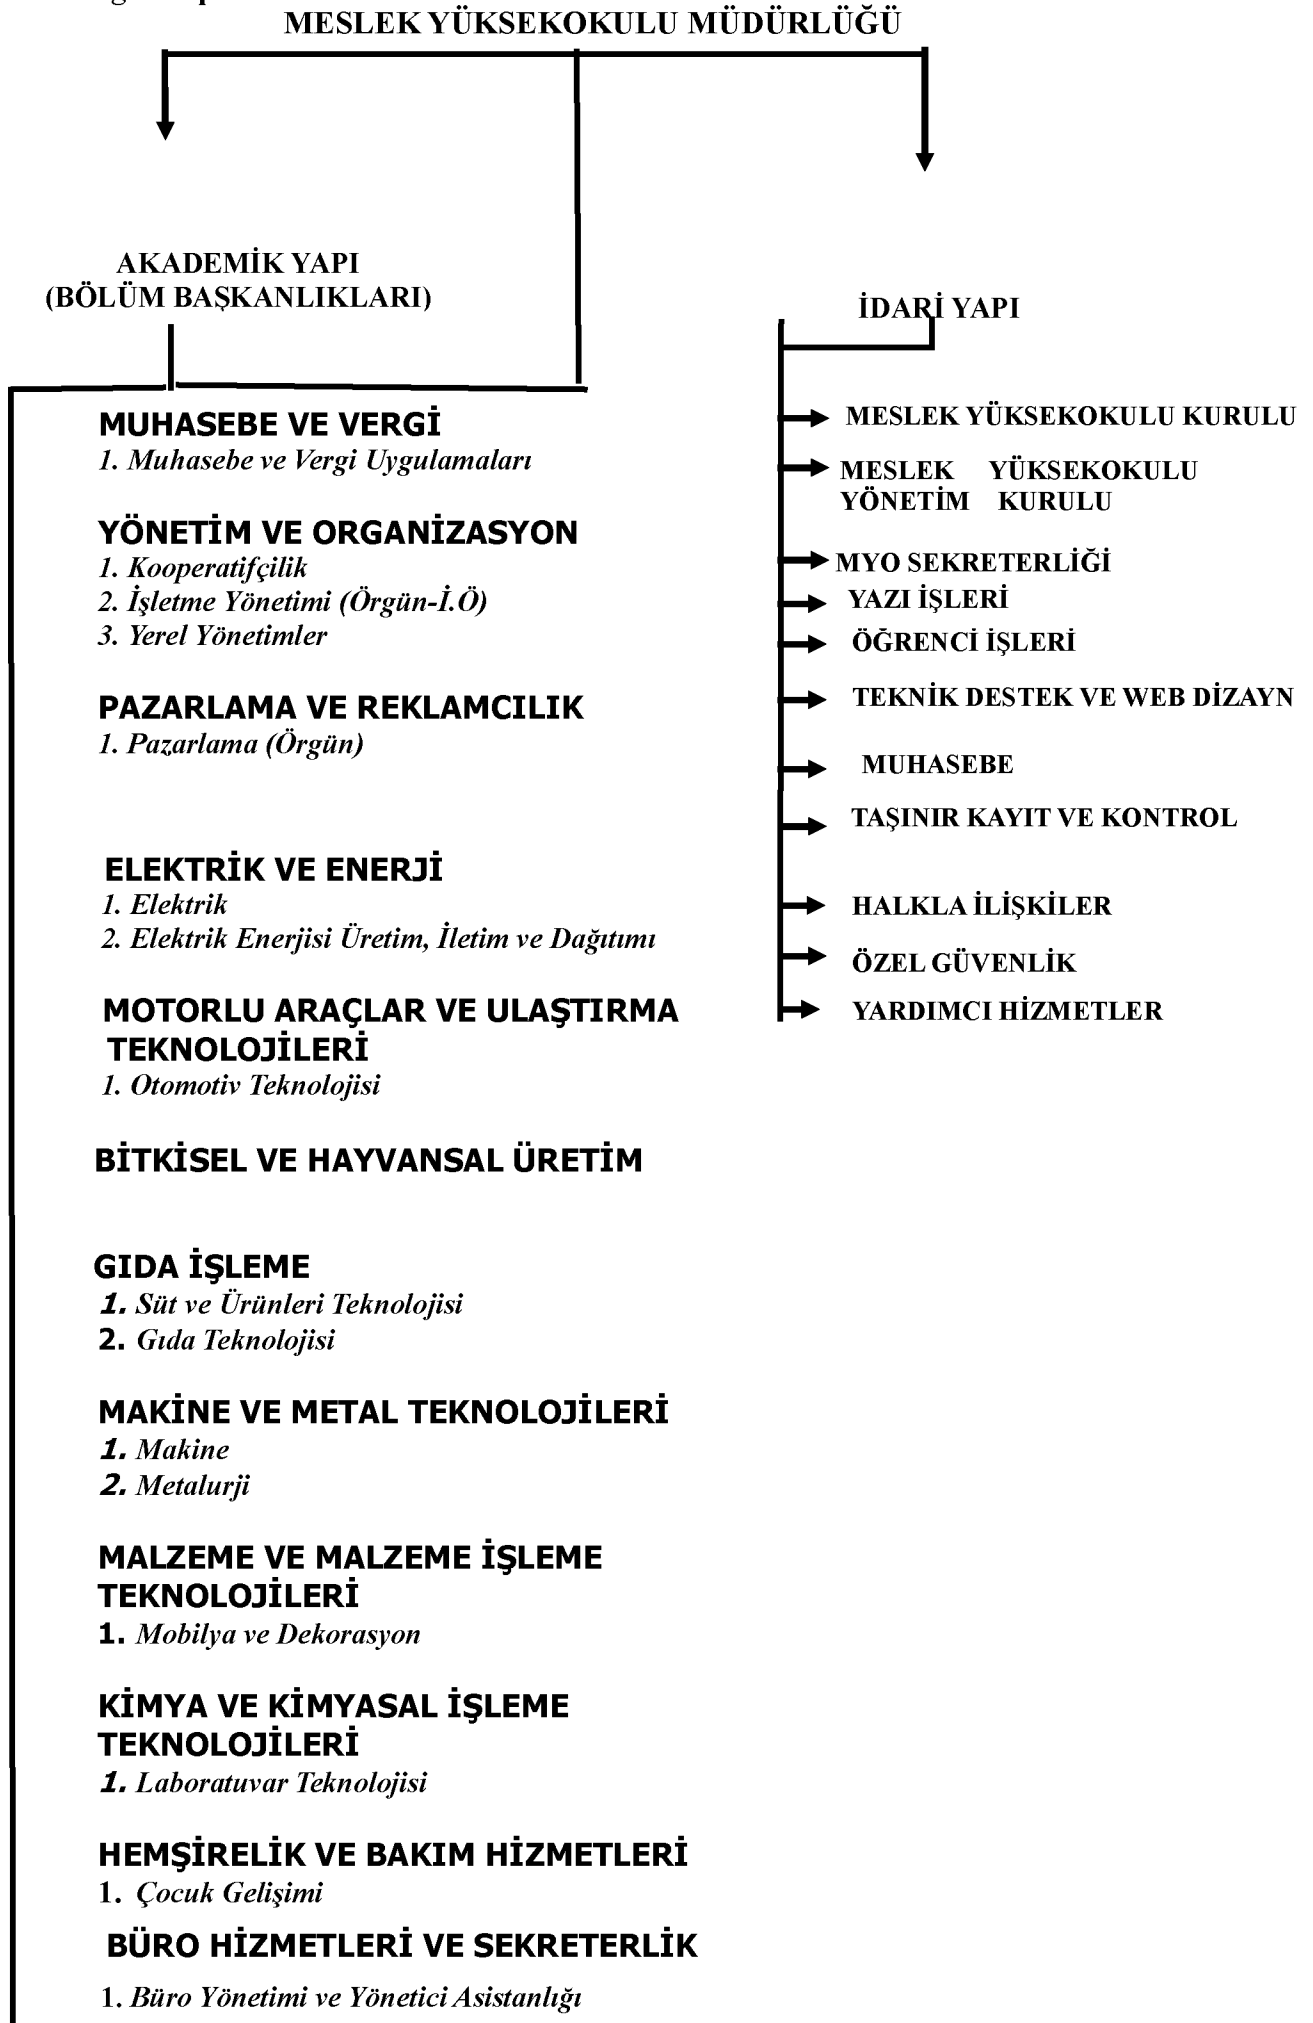 MESLEK YÜKSEKOKULU MÜDÜRLÜĞÜ
AKADEMİK YAPI
(BÖLÜM BAŞKANLIKLARI)
MUHASEBE VE VERGİ
1. Muhasebe ve Vergi Uygulamaları
YÖNETİM VE ORGANİZASYON
1. Kooperatifçilik
2. İşletme Yönetimi (Örgün-İ.Ö)
3. Yerel Yönetimler
PAZARLAMA VE REKLAMCILIK
1. Pazarlama (Örgün)
ELEKTRİK VE ENERJİ
1. Elektrik
2. Elektrik Enerjisi Üretim, İletim ve Dağıtımı
MOTORLU ARAÇLAR VE ULAŞTIRMA
TEKNOLOJİLERİ
1. Otomotiv Teknolojisi
BİTKİSEL VE HAYVANSAL ÜRETİM
GIDA İŞLEME
1. Süt ve Ürünleri Teknolojisi
2. Gıda Teknolojisi
MAKİNE VE METAL TEKNOLOJİLERİ
1. Makine
2. Metalurji
MALZEME VE MALZEME İŞLEME
TEKNOLOJİLERİ
1. Mobilya ve Dekorasyon
KİMYA VE KİMYASAL İŞLEME
TEKNOLOJİLERİ
1. Laboratuvar Teknolojisi
HEMŞİRELİK VE BAKIM HİZMETLERİ
1. Çocuk Gelişimi
BÜRO HİZMETLERİ VE SEKRETERLİK
1. Büro Yönetimi ve Yönetici Asistanlığı
İDARİ YAPI
MESLEK YÜKSEKOKULU KURULU
MESLEK YÜKSEKOKULU
YÖNETİM KURULU
MYO SEKRETERLİĞİ
YAZI İŞLERİ
ÖĞRENCİ İŞLERİ
TEKNİK DESTEK VE WEB DİZAYN
MUHASEBE
TAŞINIR KAYIT VE KONTROL
HALKLA İLİŞKİLER
ÖZEL GÜVENLİK
YARDIMCI HİZMETLER